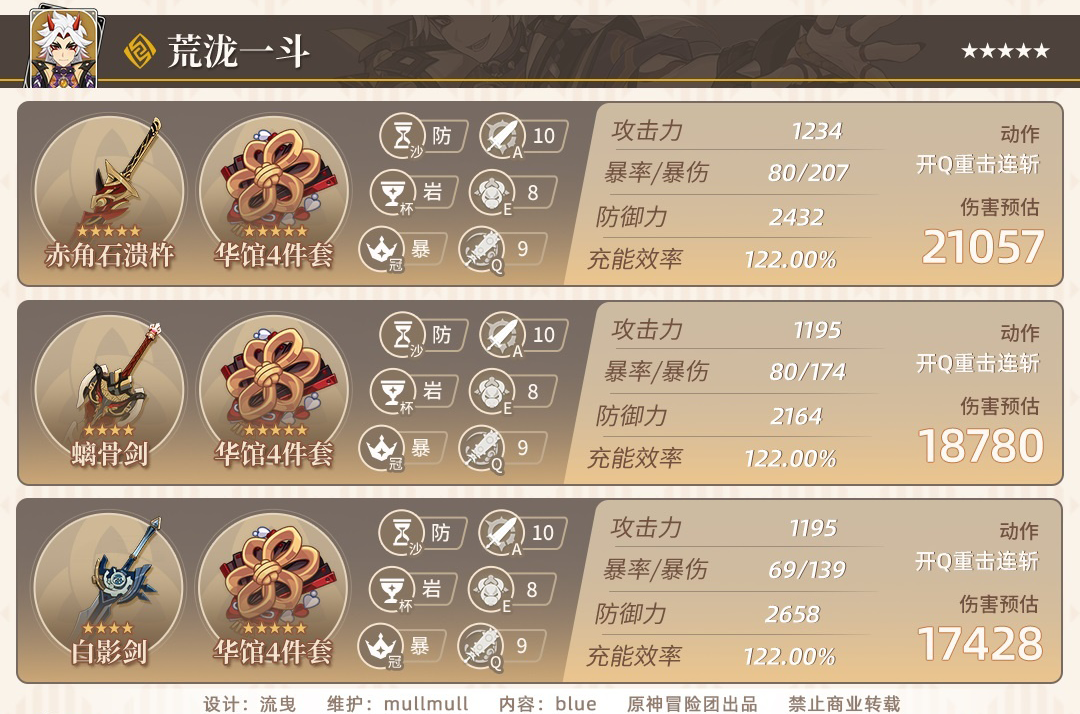 荒泷一斗
★★★★★
赤角石溃杵
华馆4件套
沙 防
A 10
杯 岩
E 8
冠 暴
Q 9
攻击力 1234
暴率/暴伤 80/207
防御力 2432
充能效率 122.00%
动作
开Q重击连斩
伤害预估
21057
螭骨剑
华馆4件套
沙 防
A 10
杯 岩
E 8
冠 暴
Q 9
攻击力 1195
暴率/暴伤 80/174
防御力 2164
充能效率 122.00%
动作
开Q重击连斩
伤害预估
18780
白影剑
华馆4件套
沙 防
A 10
杯 岩
E 8
冠 暴
Q 9
攻击力 1195
暴率/暴伤 69/139
防御力 2658
充能效率 122.00%
动作
开Q重击连斩
伤害预估
17428
设计：流曳 维护：mullmull 内容：blue 原神冒险团出品 禁止商业转载